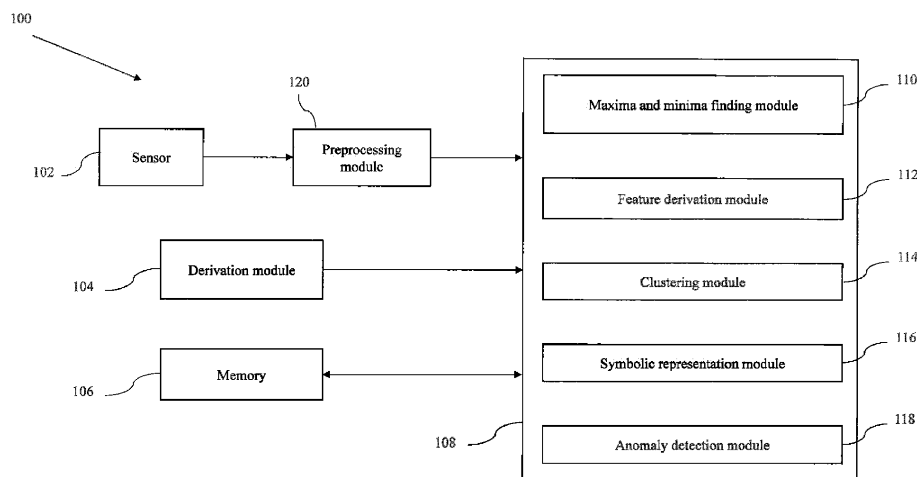 100
110
Maxima and minima finding module
120
Sensor
Preprocessing
module
102
112
Feature derivation module
Derivation module
104
114
Clustering module
116
Symbolic representation module
Memory
106
108
118
Anomaly detection module